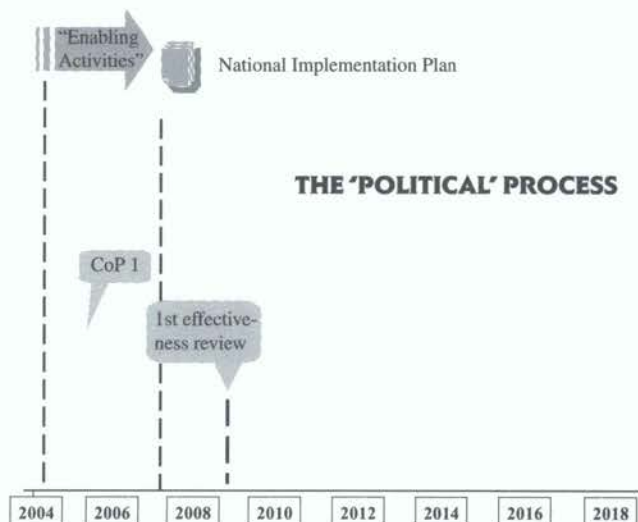 "Enabling
Activities"
National Implementation Plan
THE 'POLITICAL' PROCESS
CoP 1
1st effective-
ness review
2004 2006 2008 2010 2012 2014 2016 2018